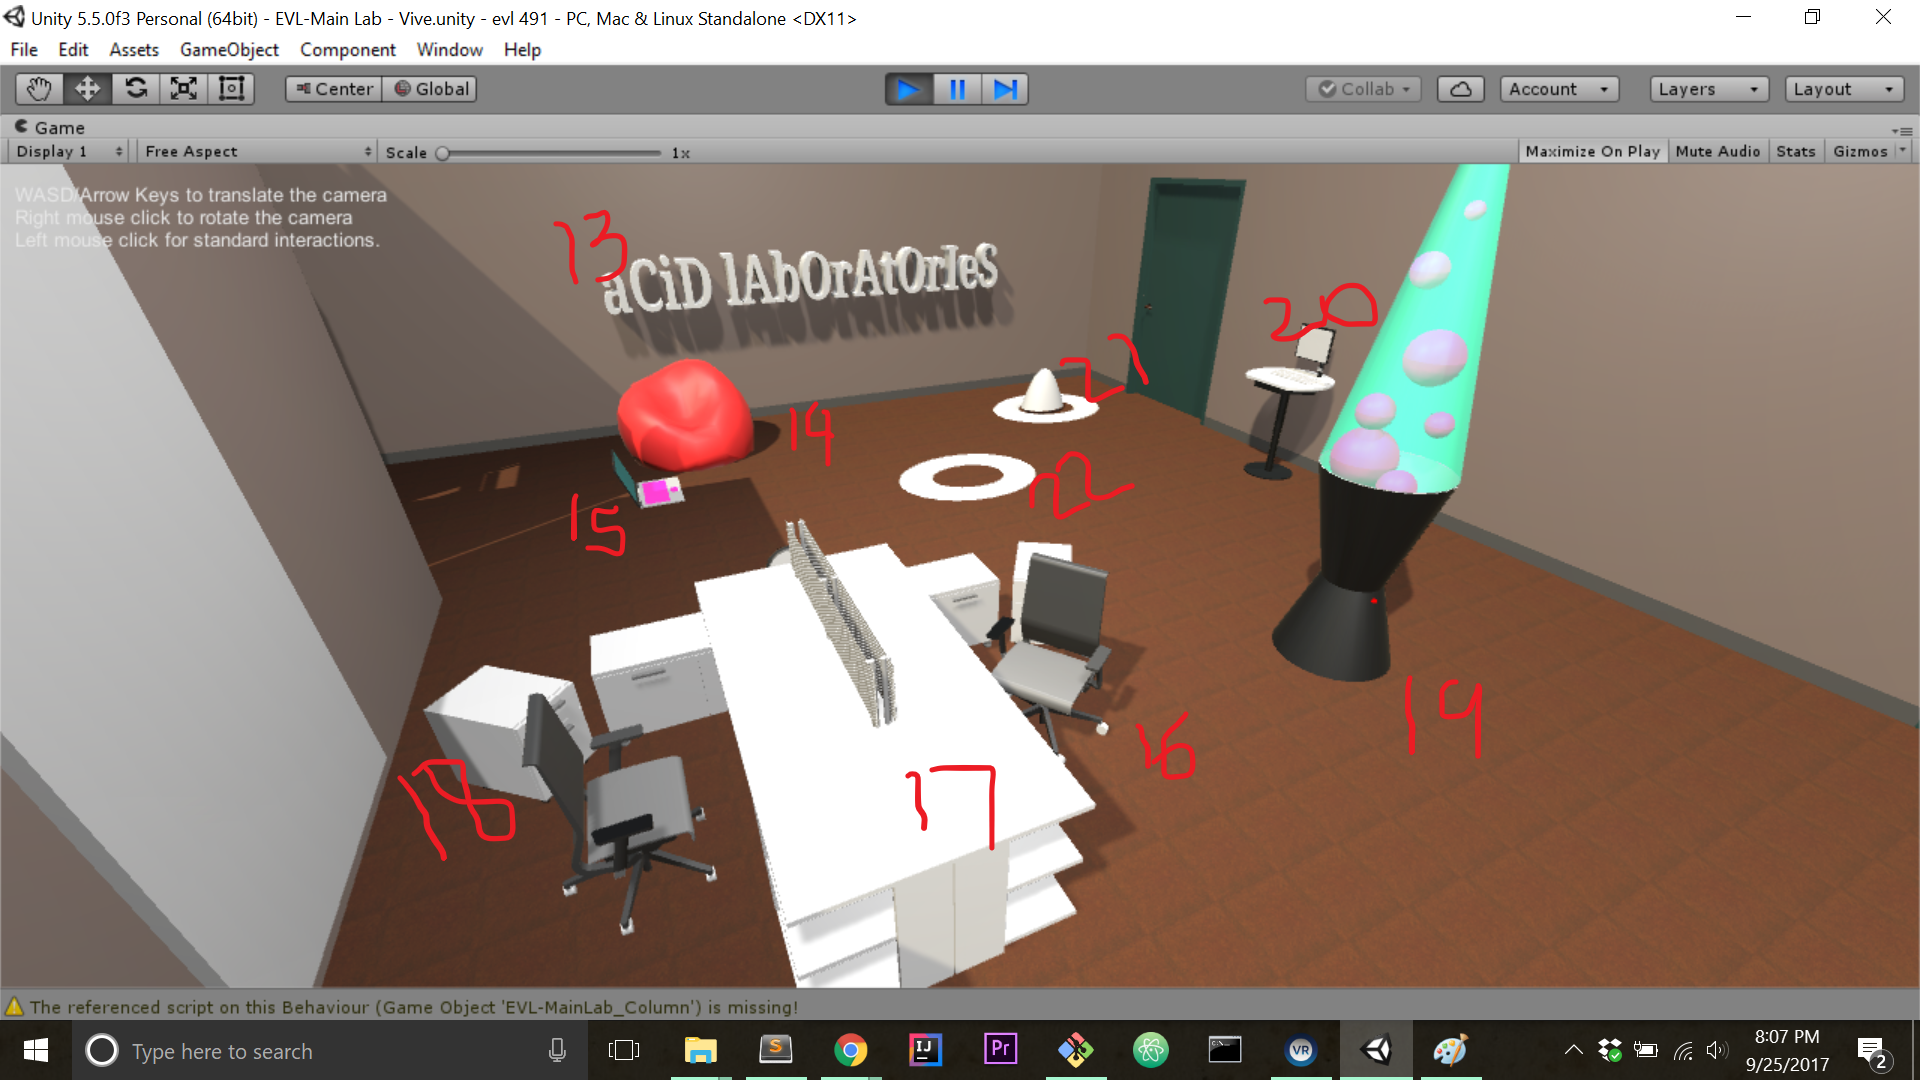 Unity 5.5.0f3 Personal (64bit) - EVL-Main Lab - Vive.unity - evl 491 - PC, Mac & Linux Standalone <DX11>
File Edit Assets GameObject Component Window Help
Center Global Collab Account Layers Layout
Game
Display 1 Free Aspect Scale 1x Maximize On Play Mute Audio Stats Gizmos
WASD/Arrow Keys to translate the camera
Right mouse click to rotate the camera
Left mouse click for standard interactions.
13
aCiD lAbOrAtOrIeS
20
21
14
22
15
19
16
17
18
The referenced script on this Behaviour (Game Object 'EVL-MainLab_Column') is missing!
Type here to search
S
IJ
Pr
C:\_
VR
8:07 PM
9/25/2017
2